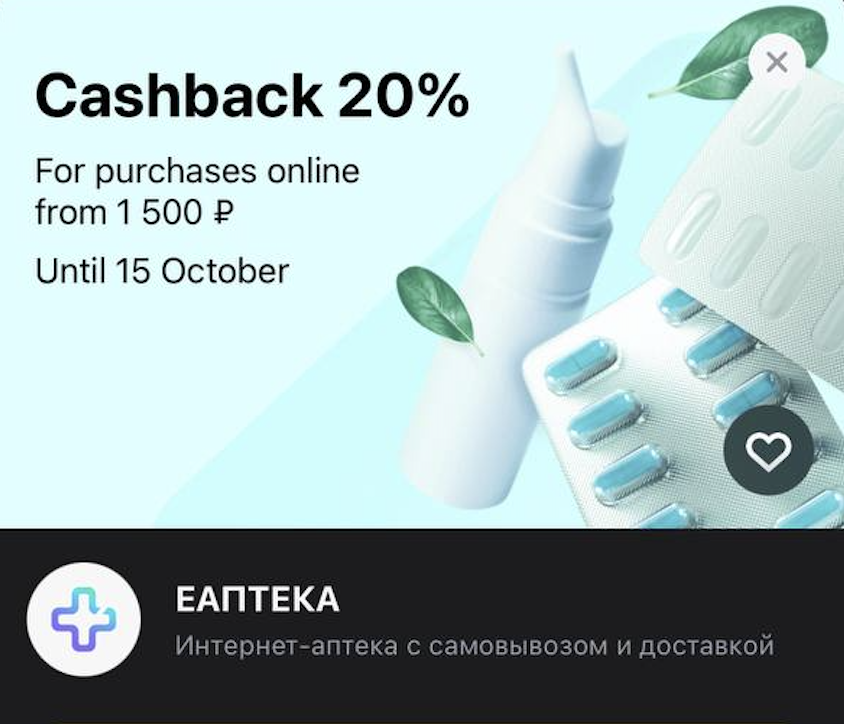 Cashback 20%
For purchases online
from 1 500 ₽
Until 15 October
ЕАПТЕКА
Интернет-аптека с самовывозом и доставкой